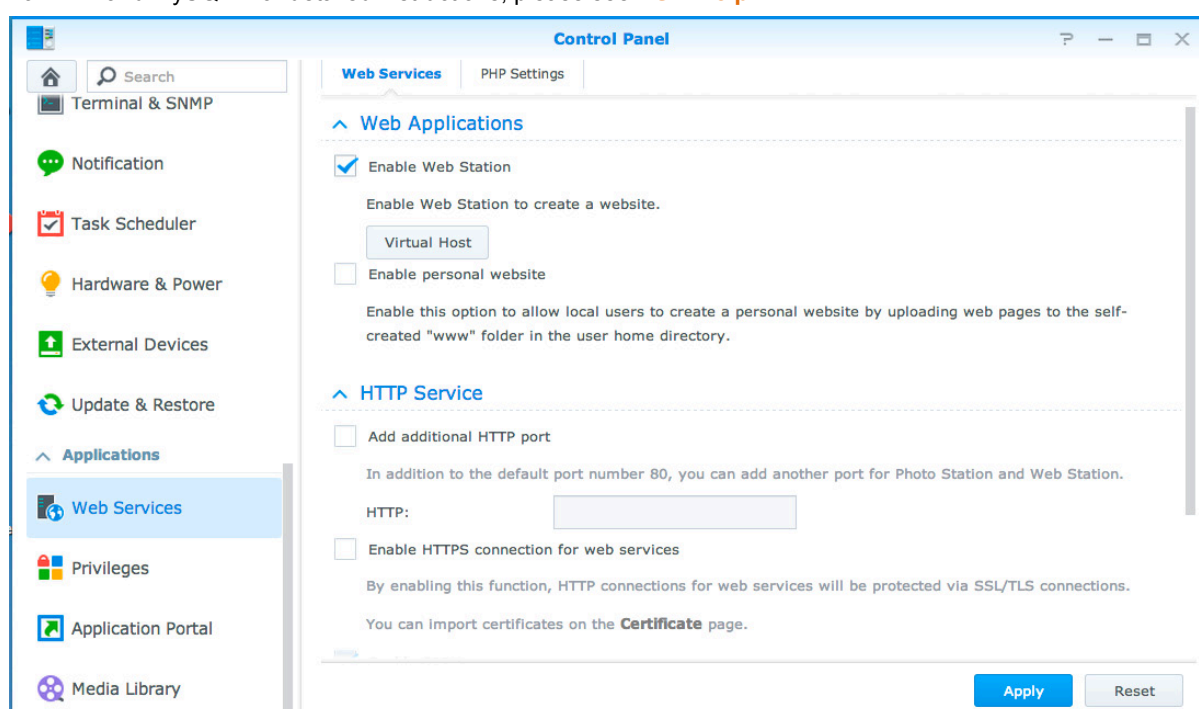 Control Panel
Search
Terminal & SNMP
Notification
Task Scheduler
Hardware & Power
External Devices
Update & Restore
Applications
Web Services
Privileges
Application Portal
Media Library
Web Services
PHP Settings
Web Applications
Enable Web Station
Enable Web Station to create a website.
Virtual Host
Enable personal website
Enable this option to allow local users to create a personal website by uploading web pages to the self-
created "www" folder in the user home directory.
HTTP Service
Add additional HTTP port
In addition to the default port number 80, you can add another port for Photo Station and Web Station.
HTTP:
Enable HTTPS connection for web services
By enabling this function, HTTP connections for web services will be protected via SSL/TLS connections.
You can import certificates on the Certificate page.
Apply
Reset